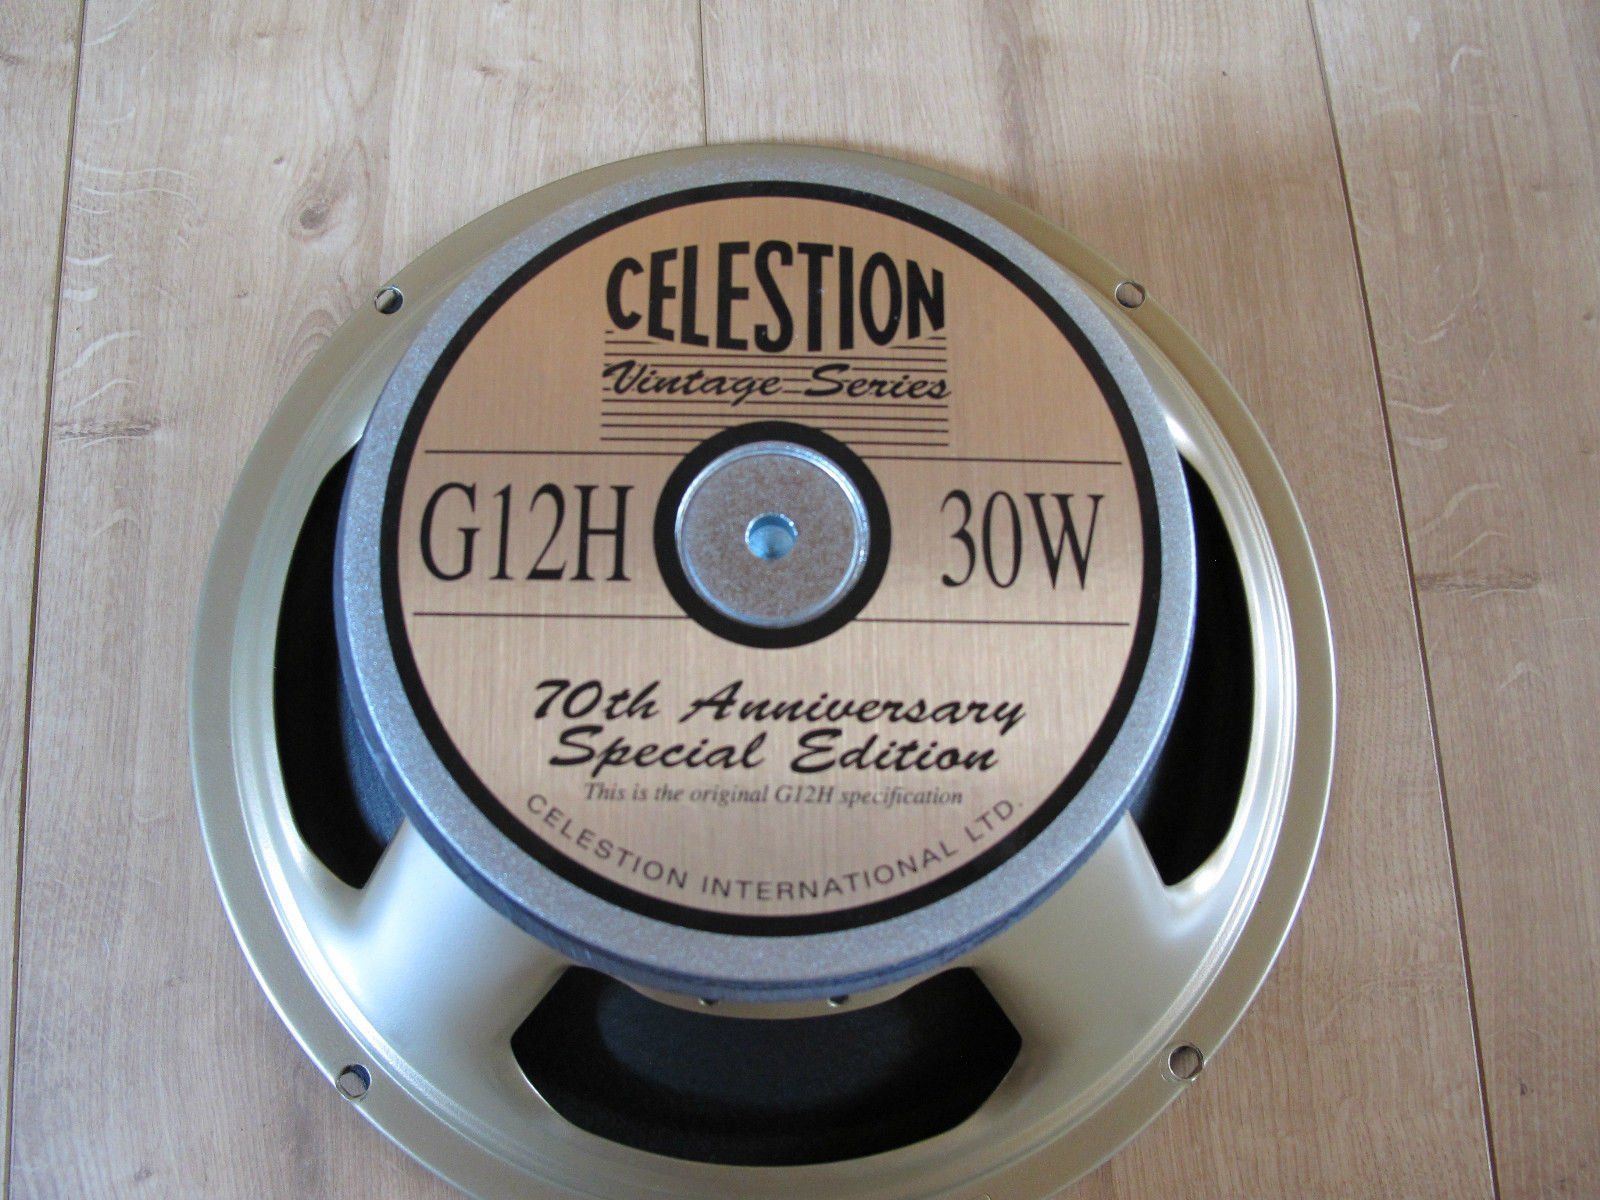 CELESTION
Vintage Series
G12H 30W
70th Anniversary
Special Edition
This is the original G12H specification
CELESTION INTERNATIONAL LTD.